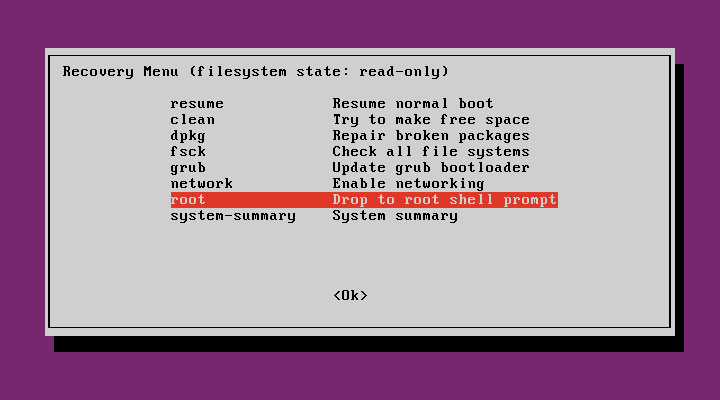 Recovery Menu (filesystem state: read-only)
resume Resume normal boot
clean Try to make free space
dpkg Repair broken packages
fsck Check all file systems
grub Update grub bootloader
network Enable networking
root Drop to root shell prompt
system-summary System summary
<Ok>